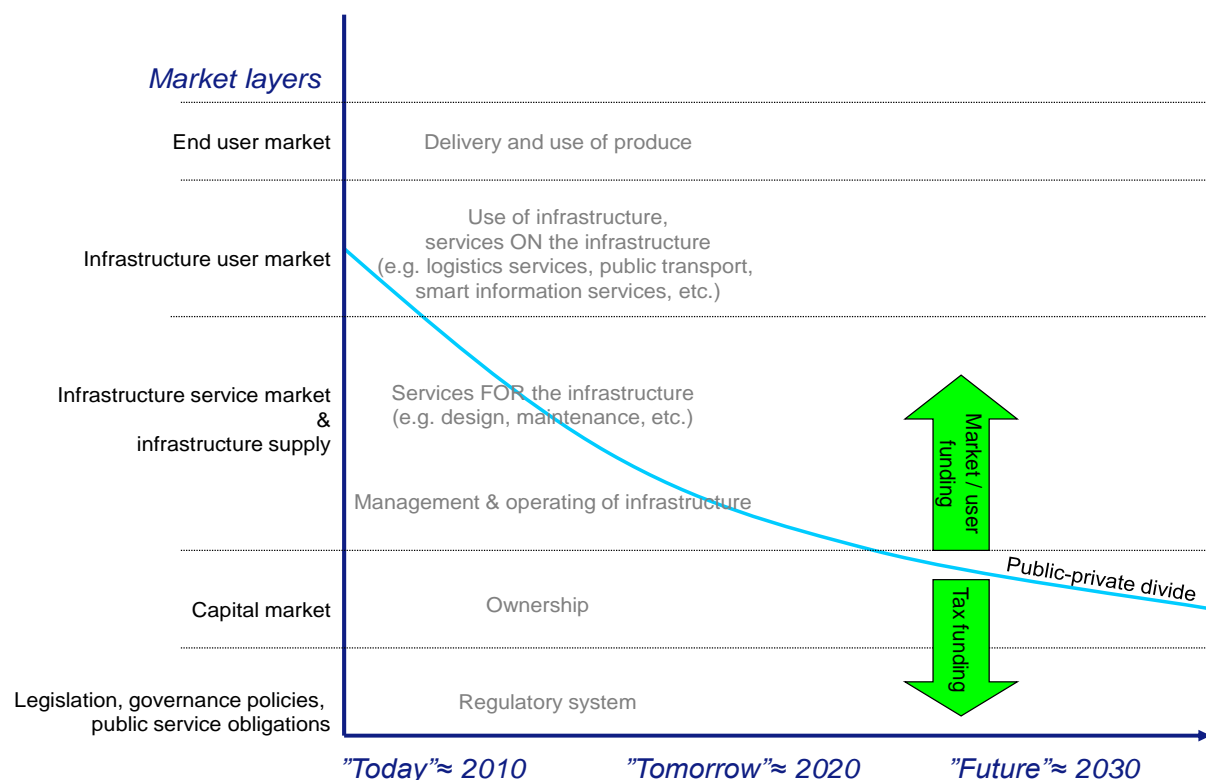 Market layers
End user market
Delivery and use of produce
Infrastructure user market
Use of infrastructure,
services ON the infrastructure
(e.g. logistics services, public transport,
smart information services, etc.)
Infrastructure service market
&
infrastructure supply
Services FOR the infrastructure
(e.g. design, maintenance, etc.)
Management & operating of infrastructure
Market / user
funding
Public-private divide
Capital market
Ownership
Tax funding
Legislation, governance policies,
public service obligations
Regulatory system
”Today”≈ 2010
”Tomorrow”≈ 2020
”Future”≈ 2030